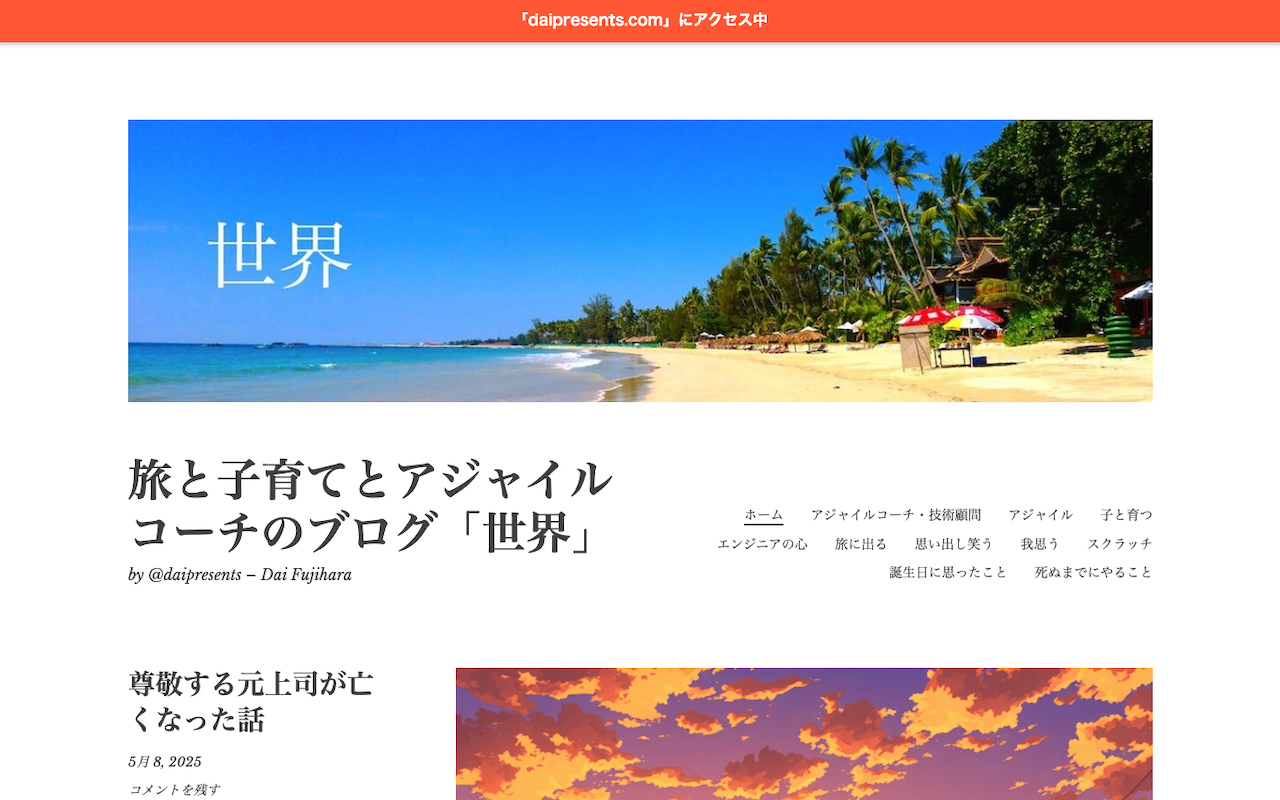 「daipresents.com」にアクセス中
世界
旅と子育てとアジャイル
コーチのブログ「世界」
by @daipresents – Dai Fujihara
ホーム アジャイルコーチ・技術顧問 アジャイル 子と育つ
エンジニアの心 旅に出る 思い出し笑う 我思う スクラッチ
誕生日に思ったこと 死ぬまでにやること
尊敬する元上司が亡
くなった話
5月 8, 2025
コメントを残す